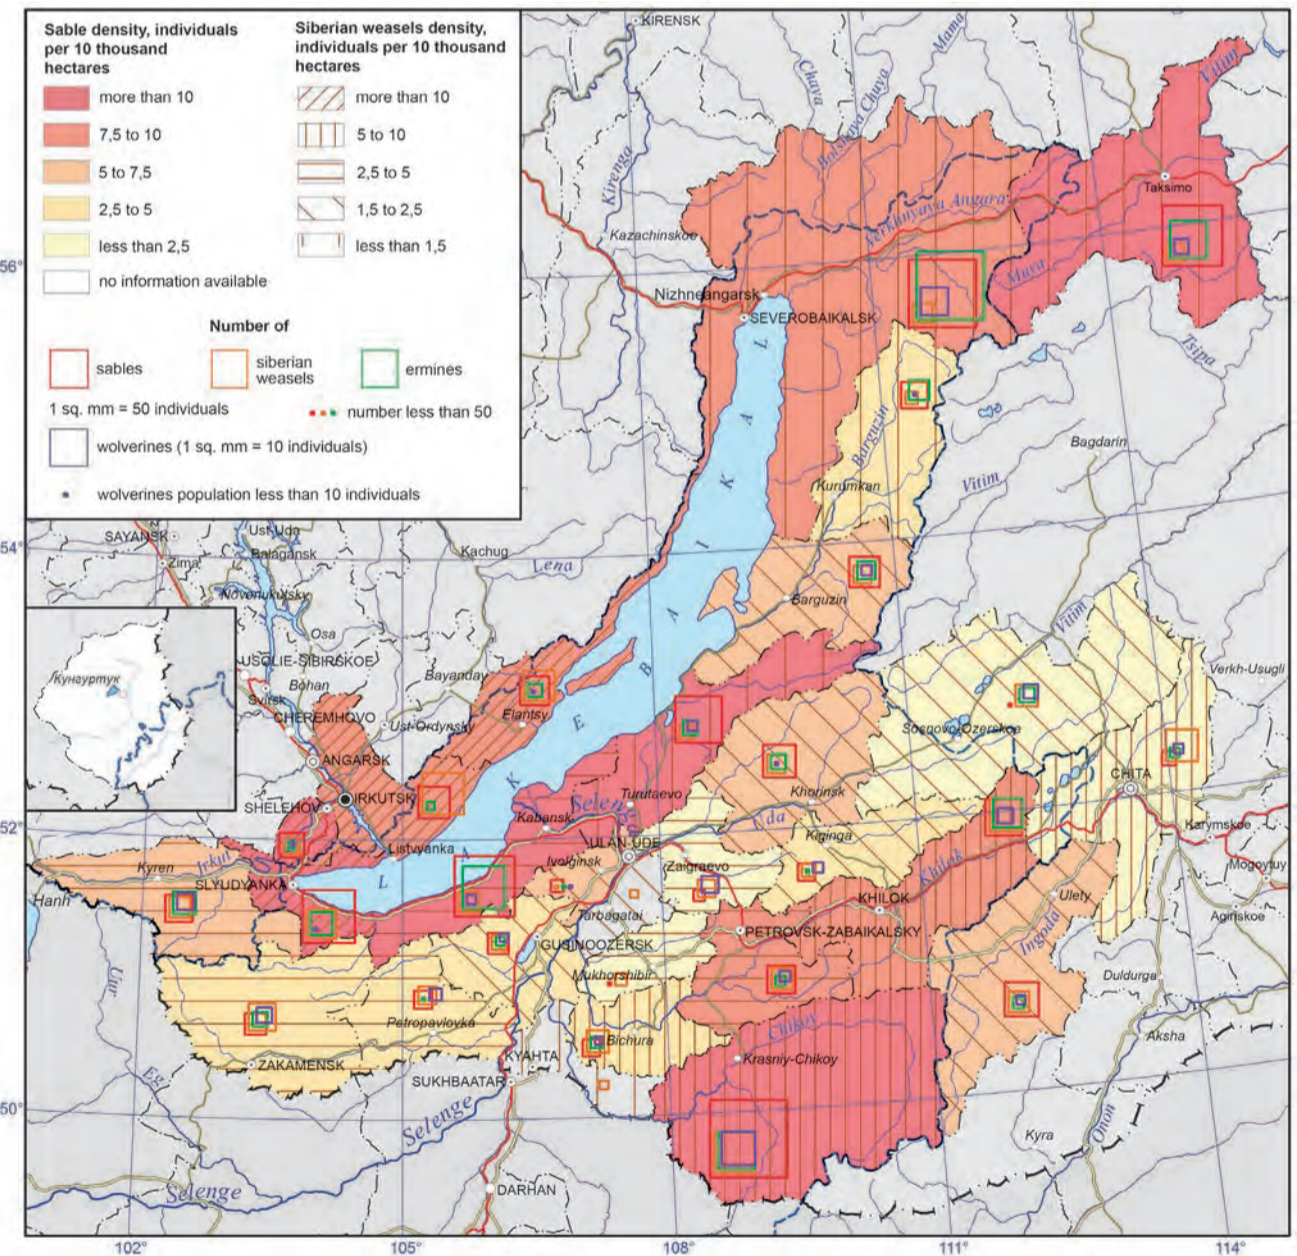 Sable density, individuals
per 10 thousand
hectares
more than 10
7,5 to 10
5 to 7,5
2,5 to 5
less than 2,5
no information available
Siberian weasels density,
individuals per 10 thousand
hectares
more than 10
5 to 10
2,5 to 5
1,5 to 2,5
less than 1,5
Number of
sables
siberian
weasels
ermines
1 sq. mm = 50 individuals
number less than 50
wolverines (1 sq. mm = 10 individuals)
wolverines population less than 10 individuals
KIRENSK
Mama
Chaya
Bolshaya Chuya
Vitim
Kirenga
Taksimo
Verkhnyaya Angara
Kazachinskoe
56°
Muya
Nizhneangarsk
SEVEROBAIKALSK
Tsipa
Barguzin
Bagdarin
Kurumkan
Vitim
SAYANSK
Ust-Uda
Balagansk
54°
Zima
Kachug
Lena
Novonukutsky
Barguzin
Vitim
Osa
USOLIE-SIBIRSKOE
Bohan
Bayanday
Verkh-Usugli
Кунгуртук
Svirsk
CHEREMHOVO
Ust-Ordynsky
Elantsy
Sosnovo-Ozerskoe
ANGARSK
CHITA
IRKUTSK
SHELEHOV
Turutaevo
Khorinsk
Selenga
52°
Kabansk
Uda
Kizhinga
Karymskoe
Listvyanka
ULAN-UDE
Irkut
Kyren
Ivolginsk
Zaigraevo
Khilok
Mogoytuy
SLYUDYANKA
L A K E
B A I K A L
Hanh
KHILOK
Ulety
Tarbagatai
Aginskoe
PETROVSK-ZABAIKALSKY
Ingoda
GUSINOOZERSK
Uur
Mukhorshibir
Duldurga
Petropavlovka
Chikoy
Bichura
Aksha
ZAKAMENSK
KYAHTA
Krasniy-Chikoy
Eg
SUKHBAATAR
50°
Selenge
Onon
Kyra
Selenge
DARHAN
102°
105°
108°
111°
114°